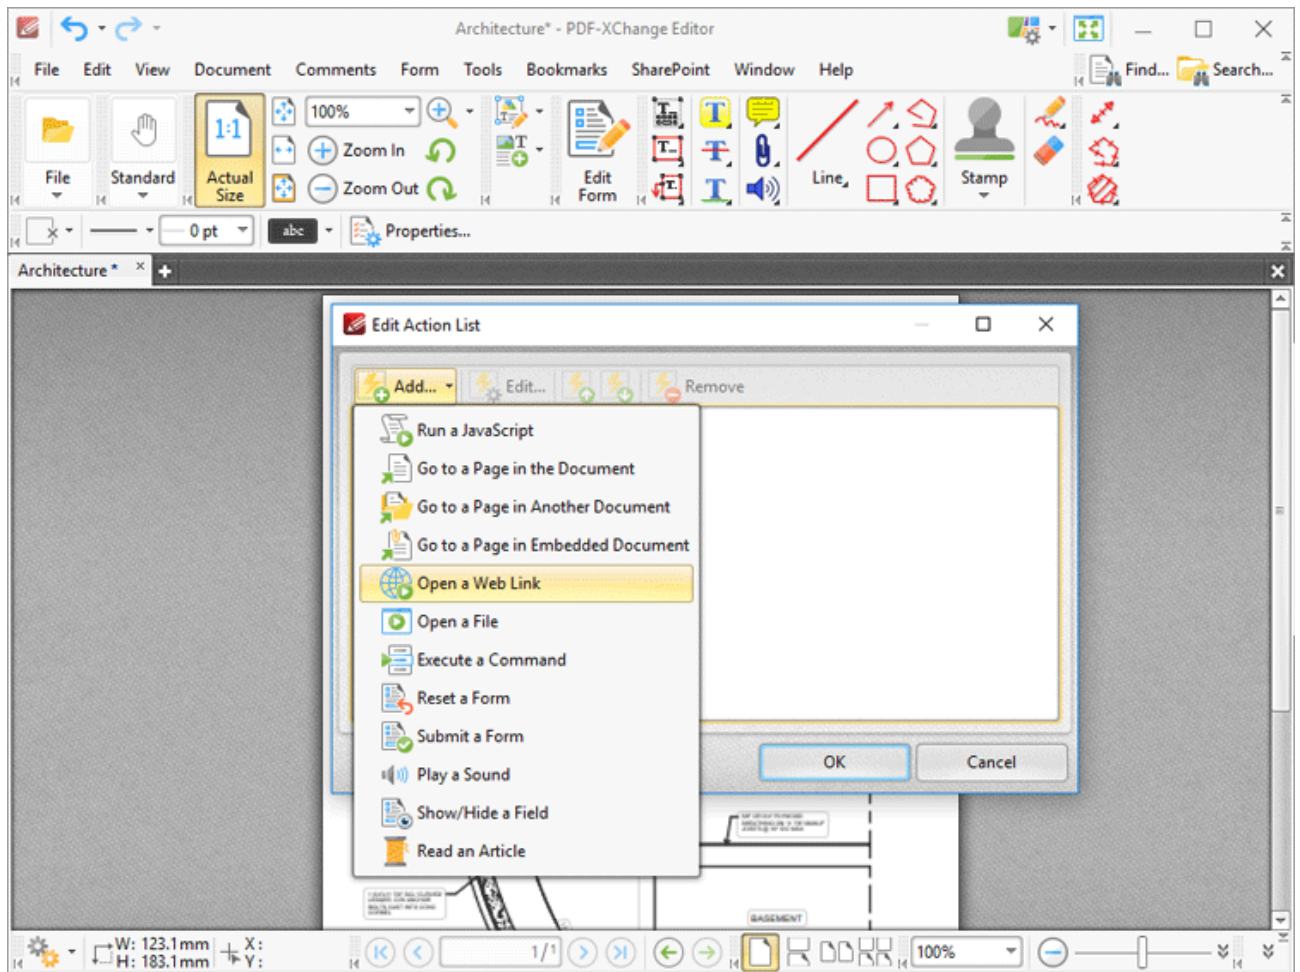 Architecture* - PDF-XChange Editor
File Edit View Document Comments Form Tools Bookmarks SharePoint Window Help Find... Search...
1:1 100% T
Zoom In
File Standard Actual Size Zoom Out Edit Form Line Stamp
0 pt abc Properties...
Architecture *
Edit Action List
Add... Edit... Remove
Run a JavaScript
Go to a Page in the Document
Go to a Page in Another Document
Go to a Page in Embedded Document
Open a Web Link
Open a File
Execute a Command
Reset a Form
Submit a Form
Play a Sound
Show/Hide a Field
Read an Article
OK Cancel
BASEMENT
W: 123.1mm X:
H: 183.1mm Y:
1/1 100%